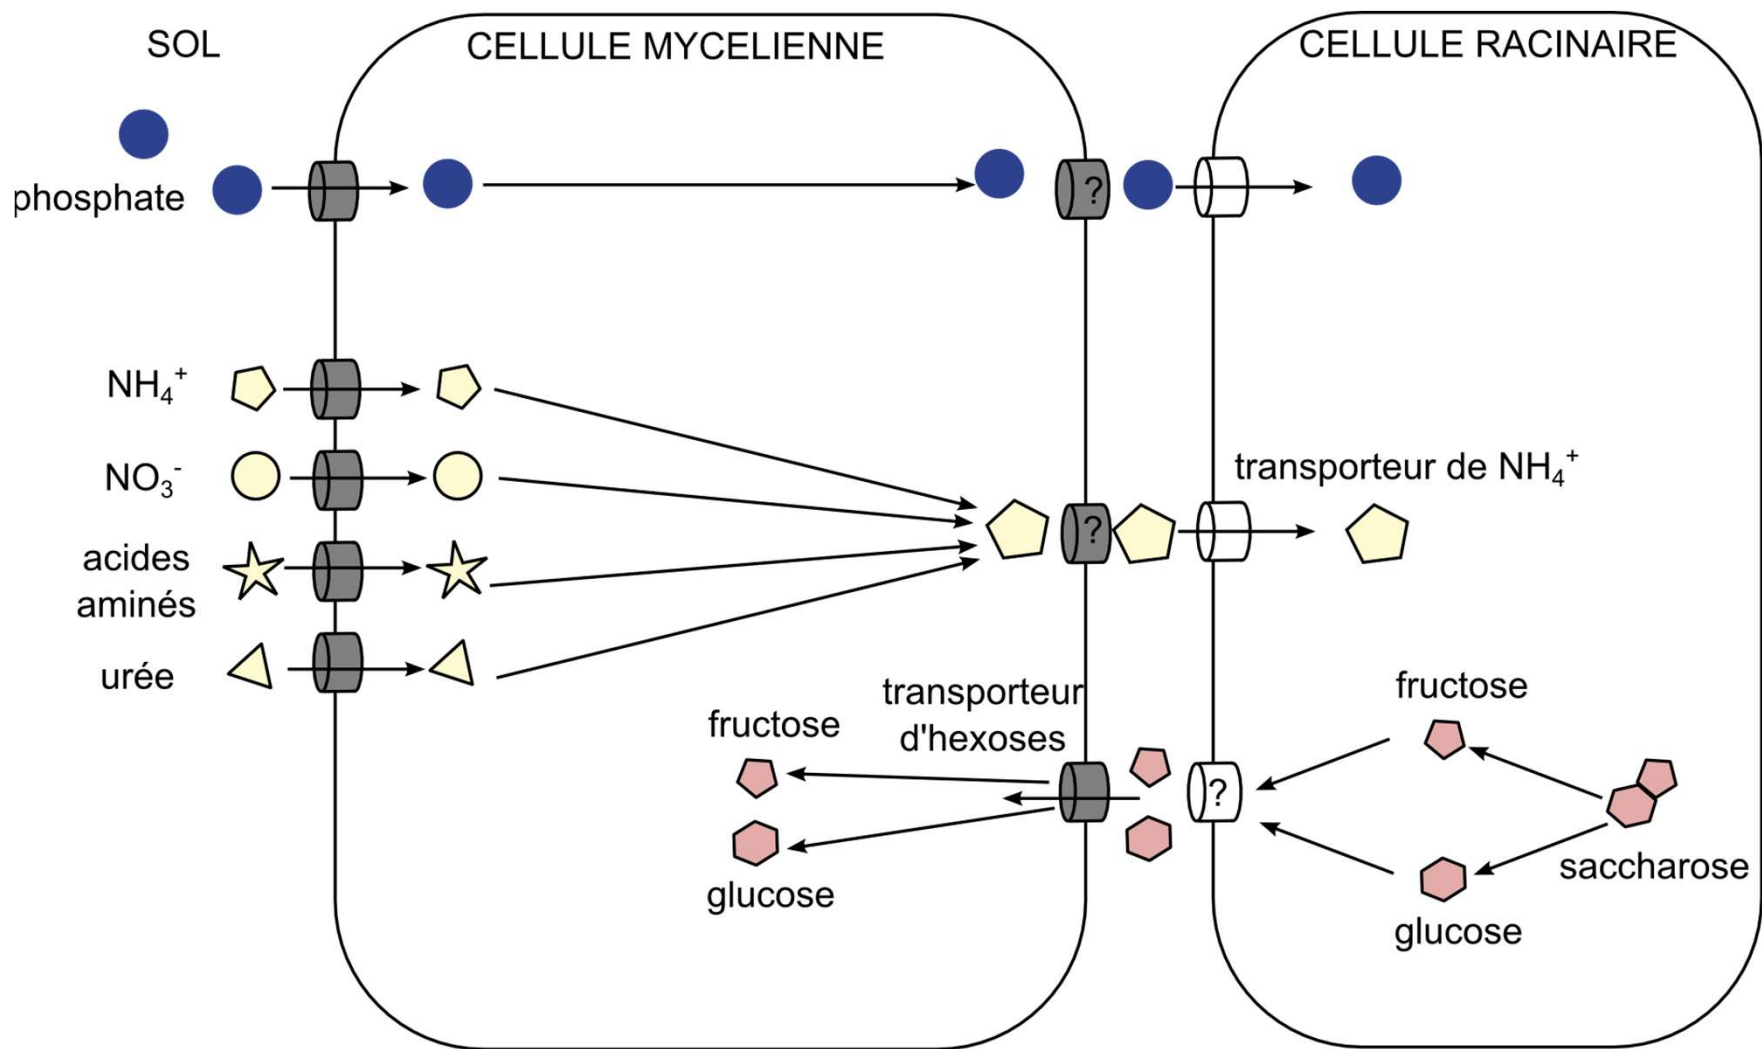 SOL
CELLULE MYCELIENNE
CELLULE RACINAIRE
phosphate
?
NH₄⁺
NO₃⁻
acides
aminés
urée
?
transporteur de NH₄⁺
transporteur
d'hexoses
fructose
glucose
?
fructose
saccharose
glucose